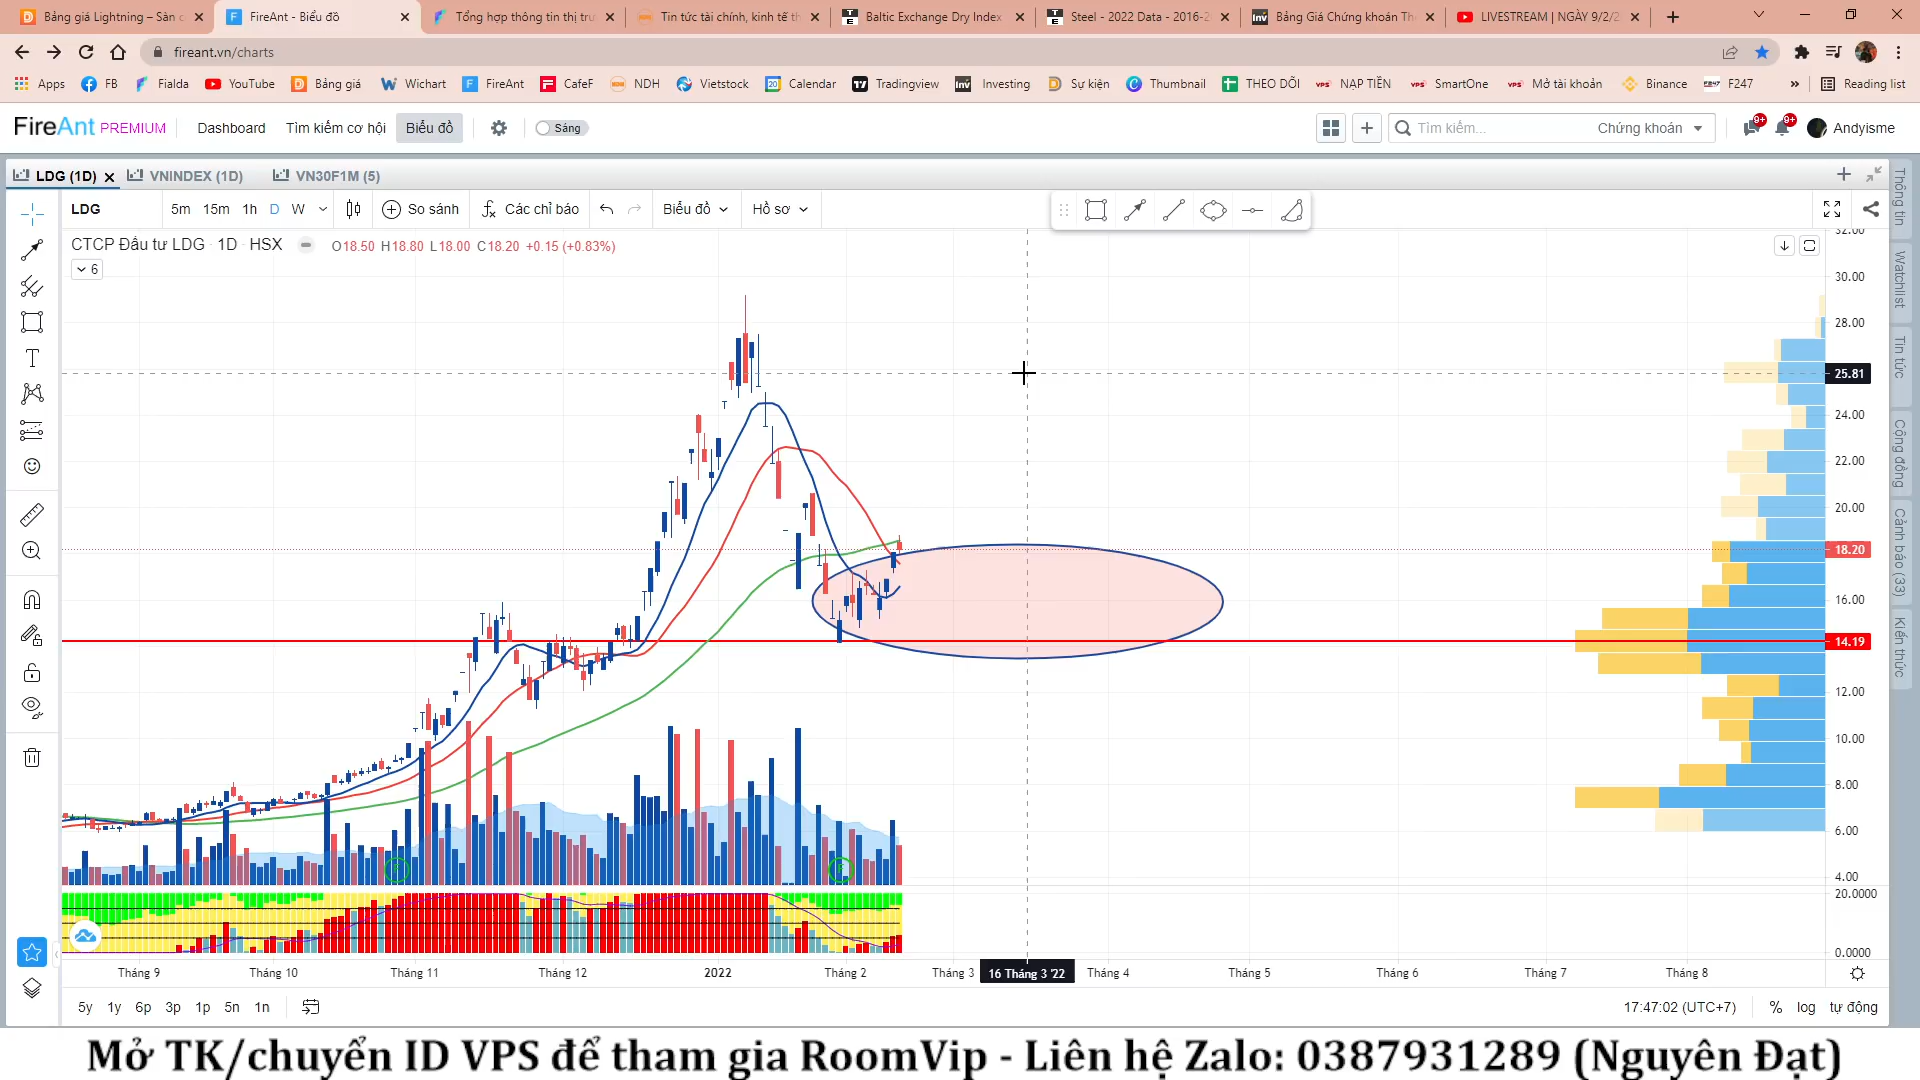 Bảng giá Lightning – Sàn c
FireAnt - Biểu đồ
Tổng hợp thông tin thị trư
Tin tức tài chính, kinh tế th
Baltic Exchange Dry Index
Steel - 2022 Data - 2016-2
Bảng Giá Chứng khoán Th
LIVESTREAM | NGÀY 9/2/2
fireant.vn/charts
Apps
FB
Fialda
YouTube
Bảng giá
Wichart
FireAnt
CafeF
NDH
Vietstock
Calendar
Tradingview
Investing
Sự kiện
Thumbnail
THEO DÕI
NẠP TIỀN
SmartOne
Mở tài khoản
Binance
F247
Reading list
FireAnt PREMIUM
Dashboard
Tìm kiếm cơ hội
Biểu đồ
Sáng
Tìm kiếm...
Chứng khoán
9+
9+
Andyisme
LDG (1D)
VNINDEX (1D)
VN30F1M (5)
LDG
5m
15m
1h
D
W
So sánh
Các chỉ báo
Biểu đồ
Hồ sơ
CTCP Đầu tư LDG · 1D · HSX
O18.50 H18.80 L18.00 C18.20 +0.15 (+0.83%)
6
32.00
30.00
28.00
25.81
24.00
22.00
20.00
18.20
16.00
14.19
12.00
10.00
8.00
6.00
4.00
20.0000
0.0000
Thông tin
Watchlist
Tin tức
Cộng đồng
Cảnh báo (33)
Kiến thức
Tháng 9
Tháng 10
Tháng 11
Tháng 12
2022
Tháng 2
Tháng 3
16 Tháng 3 '22
Tháng 4
Tháng 5
Tháng 6
Tháng 7
Tháng 8
5y
1y
6p
3p
1p
5n
1n
17:47:02 (UTC+7)
%
log
tự động
Mở TK/chuyển ID VPS để tham gia RoomVip - Liên hệ Zalo: 0387931289 (Nguyên Đạt)